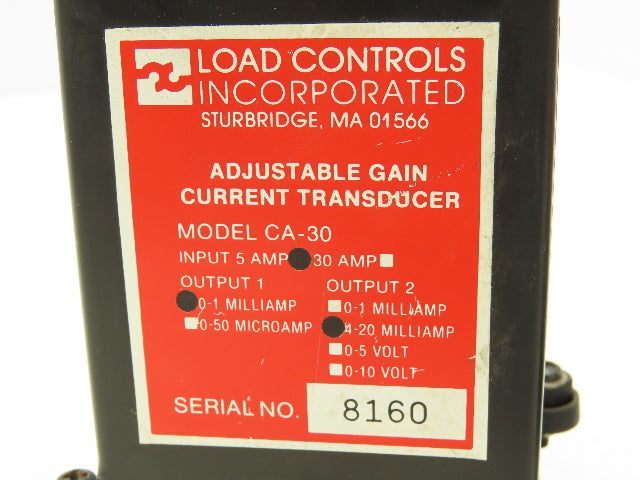 LOAD CONTROLS
INCORPORATED
STURBRIDGE, MA 01566
ADJUSTABLE GAIN
CURRENT TRANSDUCER
MODEL CA-30
INPUT 5 AMP 30 AMP
OUTPUT 1 OUTPUT 2
0-1 MILLIAMP 0-1 MILLIAMP
0-50 MICROAMP 4-20 MILLIAMP
0-5 VOLT
0-10 VOLT
SERIAL NO. 8160